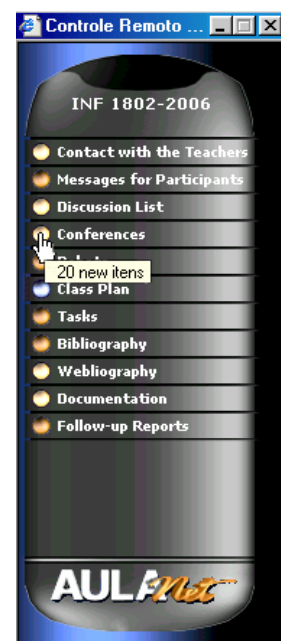 Controle Remoto ...
INF 1802-2006
Contact with the Teachers
Messages for Participants
Discussion List
Conferences
20 new itens
Class Plan
Tasks
Bibliography
Webliography
Documentation
Follow-up Reports
AULANet